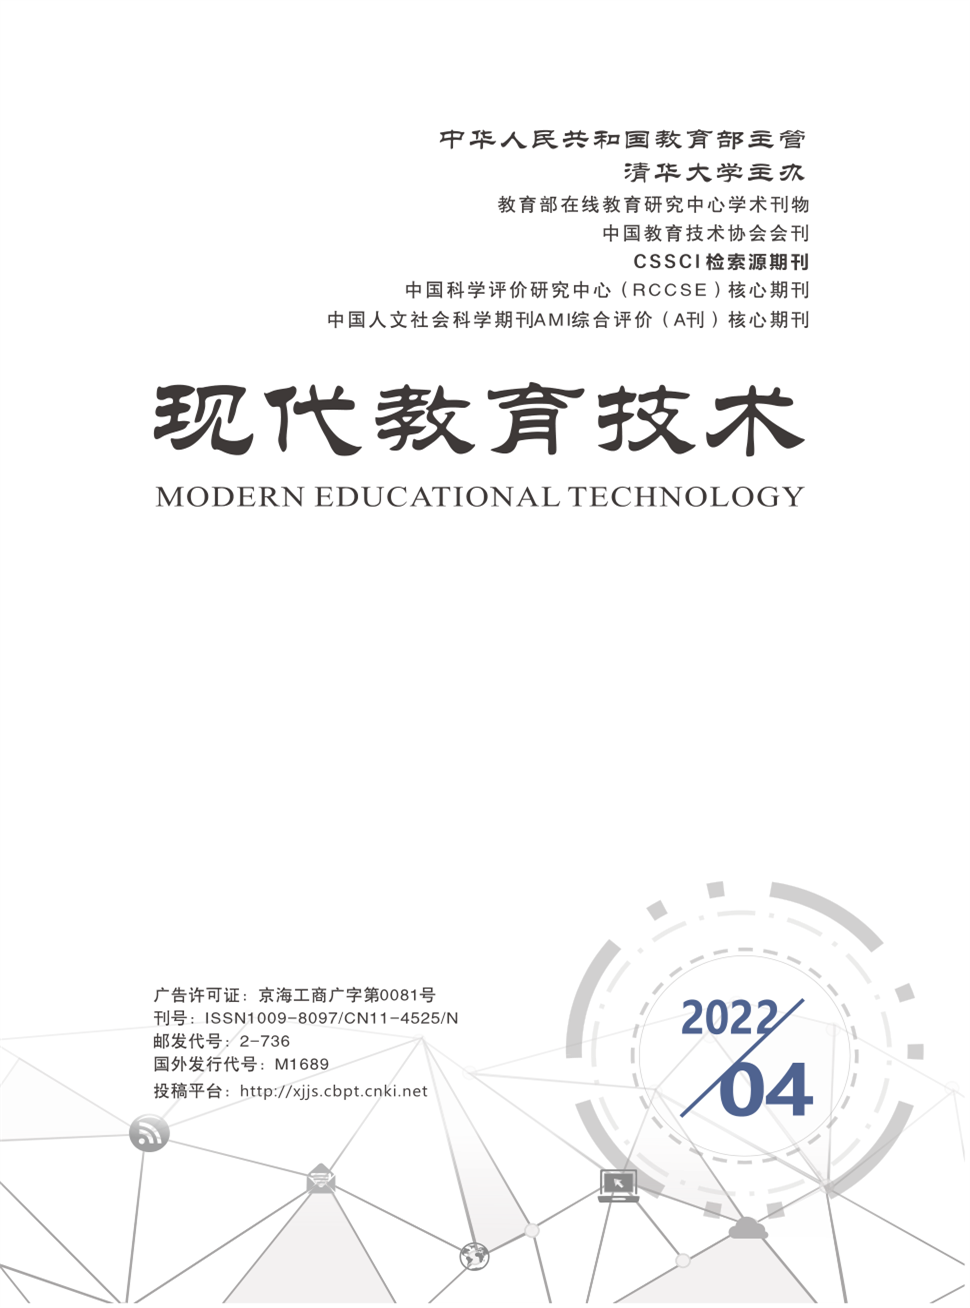 中华人民共和国教育部主管
清华大学主办
教育部在线教育研究中心学术刊物
中国教育技术协会会刊
CSSCI检索源期刊
中国科学评价研究中心（RCCSE）核心期刊
中国人文社会科学期刊AMI综合评价（A刊）核心期刊
现代教育技术
MODERN EDUCATIONAL TECHNOLOGY
广告许可证：京海工商广字第0081号
刊号：ISSN1009-8097/CN11-4525/N
邮发代号：2-736
国外发行代号：M1689
投稿平台：http://xjjs.cbpt.cnki.net
2022
04